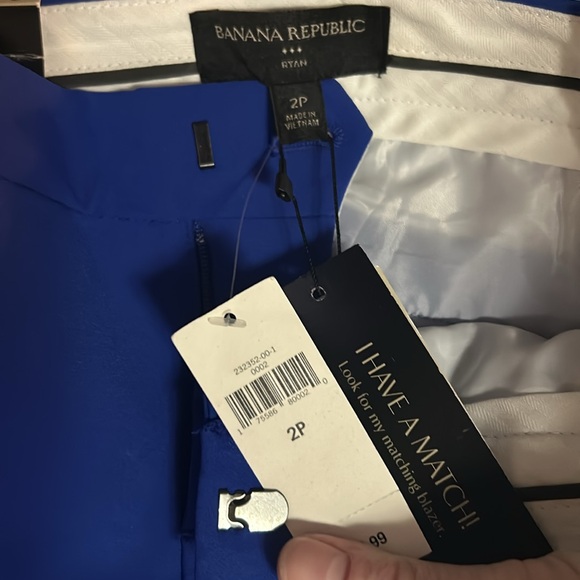 BANANA REPUBLIC
RYAN
2P
MADE IN
VIETNAM
232352-00-1
0002
1 75586 80002 0
2P
99
I HAVE A MATCH!
Look for my matching blazer.